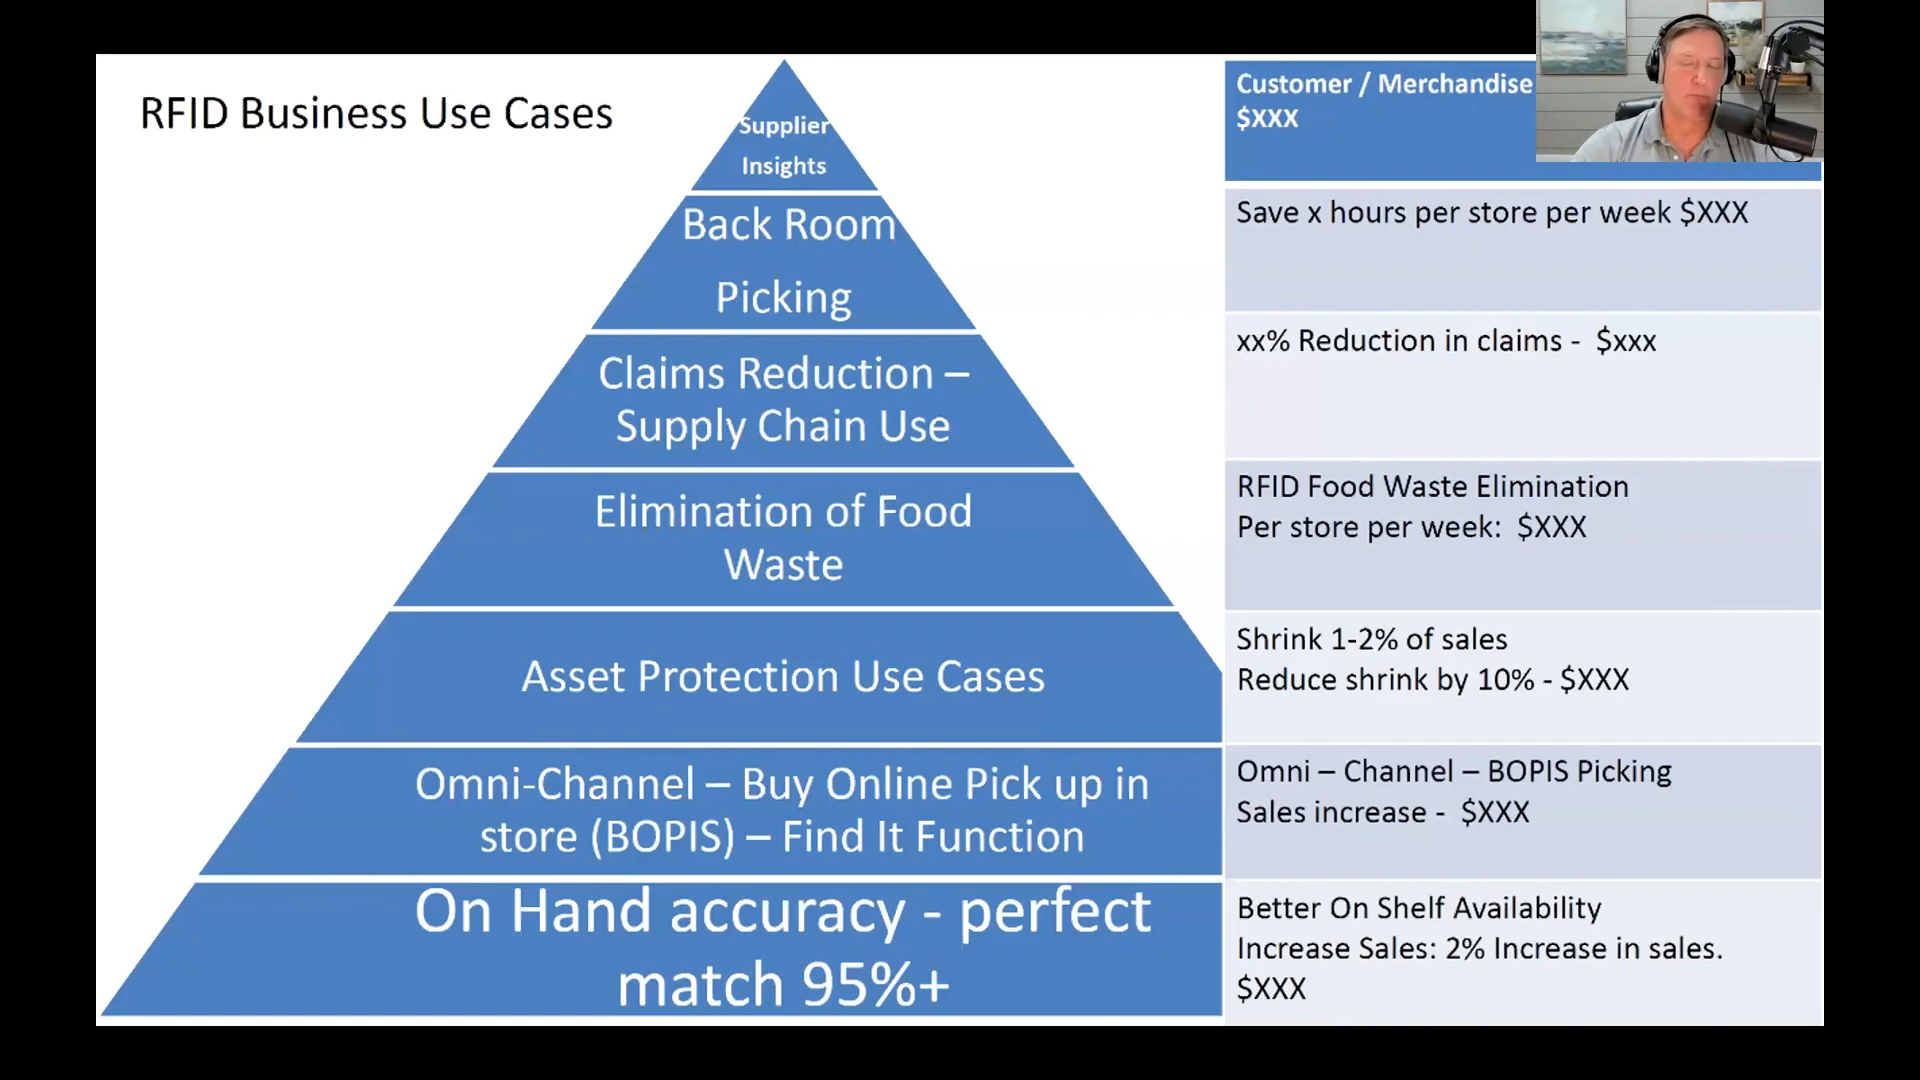 RFID Business Use Cases
Supplier
Insights
Back Room
Picking
Claims Reduction –
Supply Chain Use
Elimination of Food
Waste
Asset Protection Use Cases
Omni-Channel – Buy Online Pick up in
store (BOPIS) – Find It Function
On Hand accuracy - perfect
match 95%+
Customer / Merchandise
$XXX
Save x hours per store per week $XXX
xx% Reduction in claims -  $xxx
RFID Food Waste Elimination
Per store per week:  $XXX
Shrink 1-2% of sales
Reduce shrink by 10% - $XXX
Omni – Channel – BOPIS Picking
Sales increase -  $XXX
Better On Shelf Availability
Increase Sales: 2% Increase in sales.
$XXX